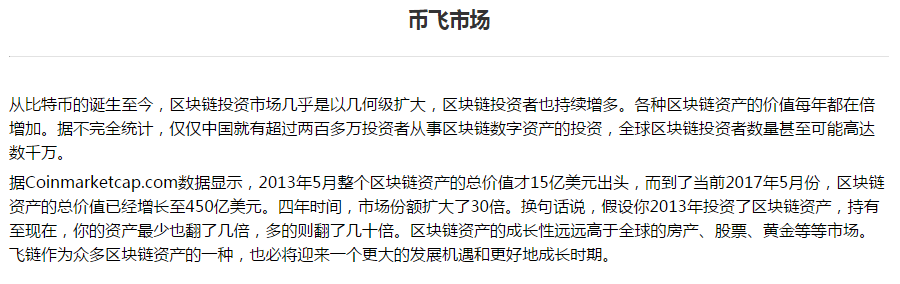 币飞市场
从比特币的诞生至今，区块链投资市场几乎是以几何级扩大，区块链投资者也持续增多。各种区块链资产的价值每年都在倍
增加。据不完全统计，仅仅中国就有超过两百多万投资者从事区块链数字资产的投资，全球区块链投资者数量甚至可能高达
数千万。
据Coinmarketcap.com数据显示，2013年5月整个区块链资产的总价值才15亿美元出头，而到了当前2017年5月份，区块链
资产的总价值已经增长至450亿美元。四年时间，市场份额扩大了30倍。换句话说，假设你2013年投资了区块链资产，持有
至现在，你的资产最少也翻了几倍，多的则翻了几十倍。区块链资产的成长性远远高于全球的房产、股票、黄金等等市场。
飞链作为众多区块链资产的一种，也必将迎来一个更大的发展机遇和更好地成长时期。